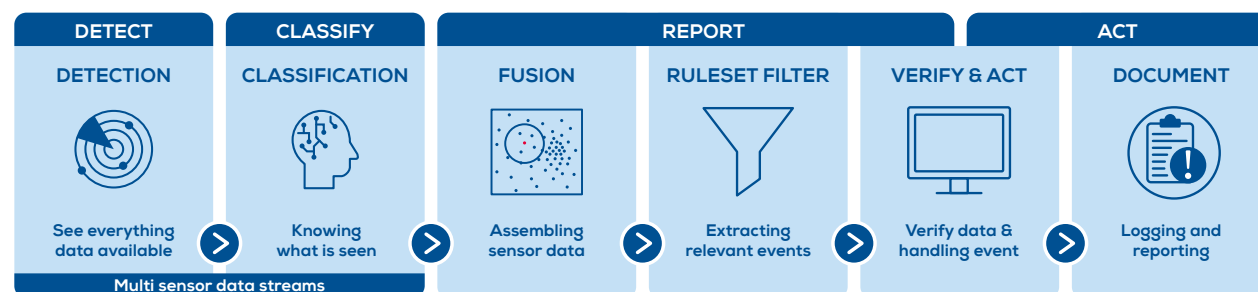 DETECT
CLASSIFY
REPORT
ACT
DETECTION
CLASSIFICATION
FUSION
RULESET FILTER
VERIFY & ACT
DOCUMENT
See everything
data available
Knowing
what is seen
Assembling
sensor data
Extracting
relevant events
Verify data &
handling event
Logging and
reporting
Multi sensor data streams